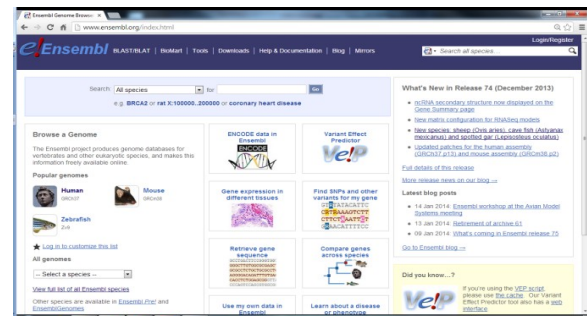 Ensembl Genome Browser
www.ensembl.org/index.html
Login/Register
e!Ensembl
BLAST/BLAT | BioMart | Tools | Downloads | Help & Documentation | Blog | Mirrors
Search all species...
Search: All species for Go
e.g. BRCA2 or rat X:100000..200000 or coronary heart disease
Browse a Genome
The Ensembl project produces genome databases for
vertebrates and other eukaryotic species, and makes this
information freely available online.
Popular genomes
Human
GRCh37
Mouse
GRCm38
Zebrafish
Zv9
Log in to customize this list
All genomes
-- Select a species --
View full list of all Ensembl species
Other species are available in Ensembl Pre! and
EnsemblGenomes
ENCODE data in
Ensembl
ENCODE
Variant Effect
Predictor
Ve!P
Gene expression in
different tissues
Find SNPs and other
variants for my gene
Retrieve gene
sequence
Compare genes
across species
Use my own data in
Ensembl
Learn about a disease
or phenotype
What's New in Release 74 (December 2013)
ncRNA secondary structure now displayed on the
Gene Summary page
New matrix configuration for RNASeq models
New species: sheep (Ovis aries), cave fish (Astyanax
mexicanus) and spotted gar (Lepisosteus oculatus)
Updated patches for the human assembly
(GRCh37.p13) and mouse assembly (GRCm38.p2)
Full details of this release
More release news on our blog →
Latest blog posts
14 Jan 2014: Ensembl workshop at the Avian Model
Systems meeting
13 Jan 2014: Retirement of archive 61
09 Jan 2014: What's coming in Ensembl release 75
Go to Ensembl blog →
Did you know...?
Ve!P
If you're using the VEP script,
please use the cache. Our Variant
Effect Predictor tool also has a web
interface.